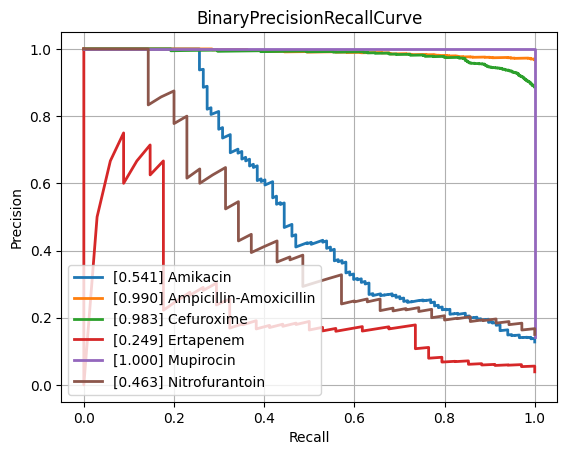 BinaryPrecisionRecallCurve
Precision
1.0
0.8
0.6
0.4
0.2
0.0
[0.541] Amikacin
[0.990] Ampicillin-Amoxicillin
[0.983] Cefuroxime
[0.249] Ertapenem
[1.000] Mupirocin
[0.463] Nitrofurantoin
0.0 0.2 0.4 0.6 0.8 1.0
Recall